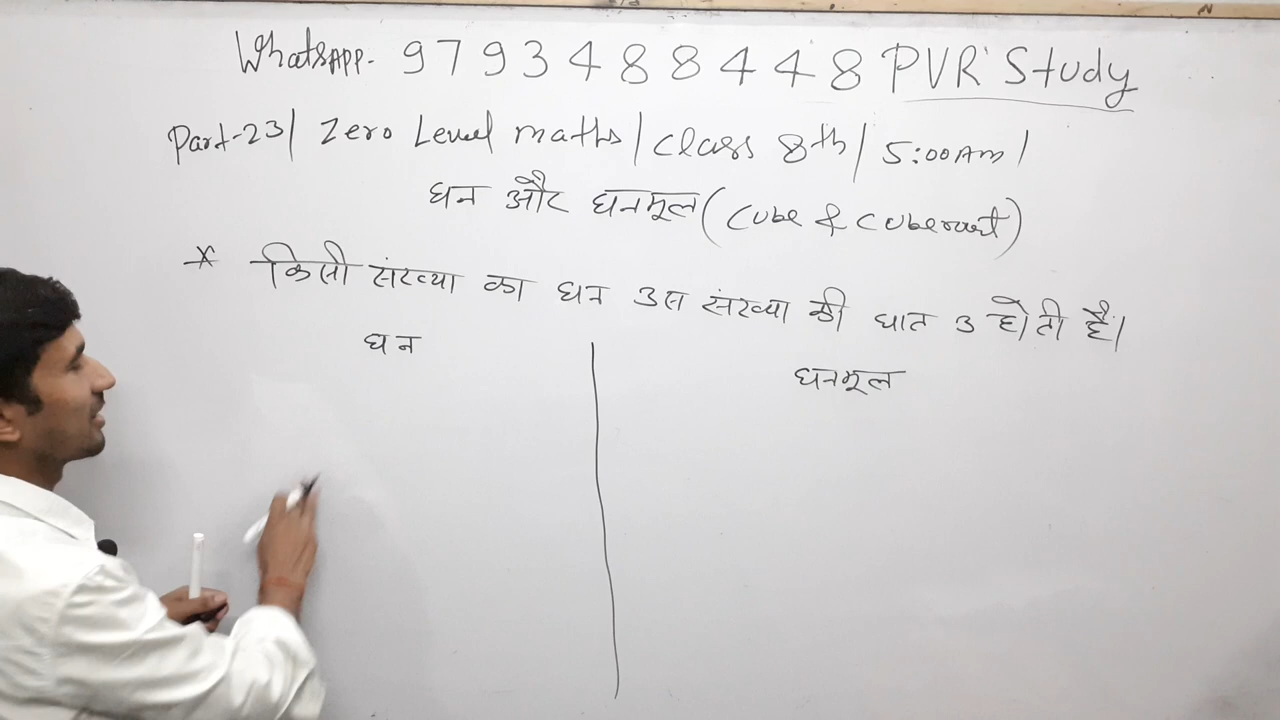 WhatsAPP- 9793488448 PVR Study
Part-23/ Zero Level maths/class 8th/5:00Am/
घन और घनमूल(Cube & Cuberoot)
* किसी संख्या का घन उस संख्या की घात 3 होती है।
घन
घनमूल